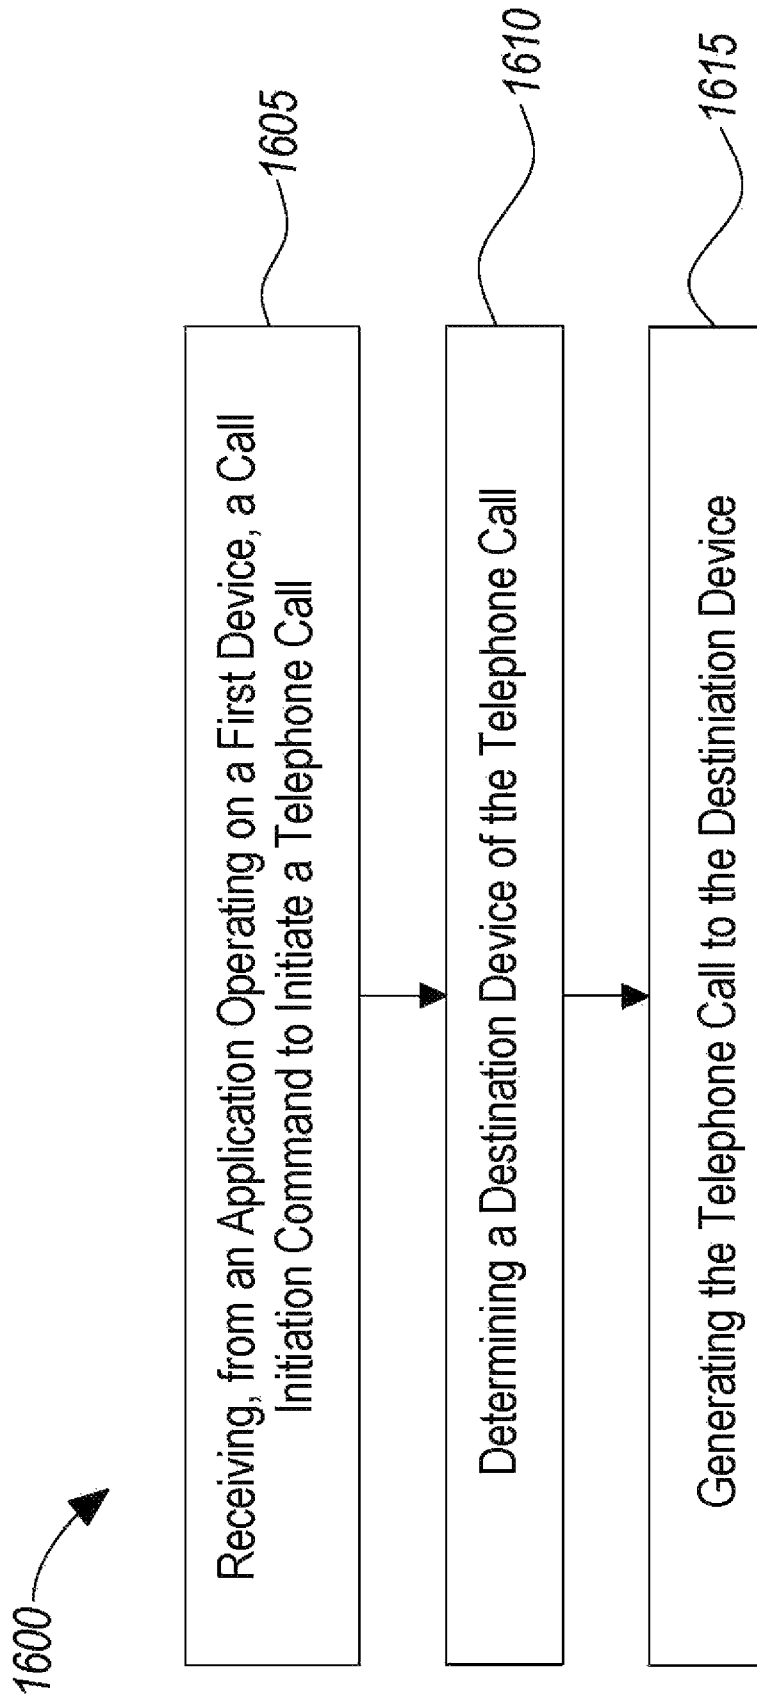 1600
Receiving, from an Application Operating on a First Device, a Call
Initiation Command to Initiate a Telephone Call
1605
Determining a Destination Device of the Telephone Call
1610
Generating the Telephone Call to the Destiniation Device
1615